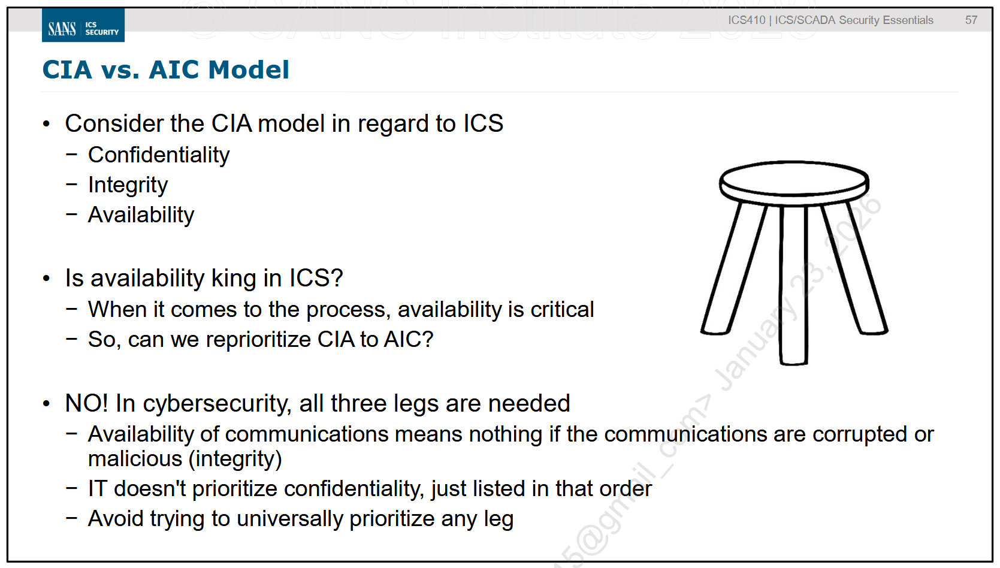 © SANS Institute 2023
SANS | ICS SECURITY
ICS410 | ICS/SCADA Security Essentials 57
CIA vs. AIC Model
• Consider the CIA model in regard to ICS
− Confidentiality
− Integrity
− Availability
• Is availability king in ICS?
− When it comes to the process, availability is critical
− So, can we reprioritize CIA to AIC?
• NO! In cybersecurity, all three legs are needed
− Availability of communications means nothing if the communications are corrupted or
malicious (integrity)
− IT doesn't prioritize confidentiality, just listed in that order
− Avoid trying to universally prioritize any leg
15@gmail_com> January 23, 2026